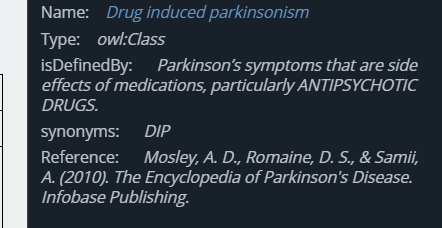 Name: Drug induced parkinsonism
Type: owl:Class
isDefinedBy: Parkinson’s symptoms that are side
effects of medications, particularly ANTIPSYCHOTIC
DRUGS.
synonyms: DIP
Reference: Mosley, A. D., Romaine, D. S., & Samii,
A. (2010). The Encyclopedia of Parkinson's Disease.
Infobase Publishing.